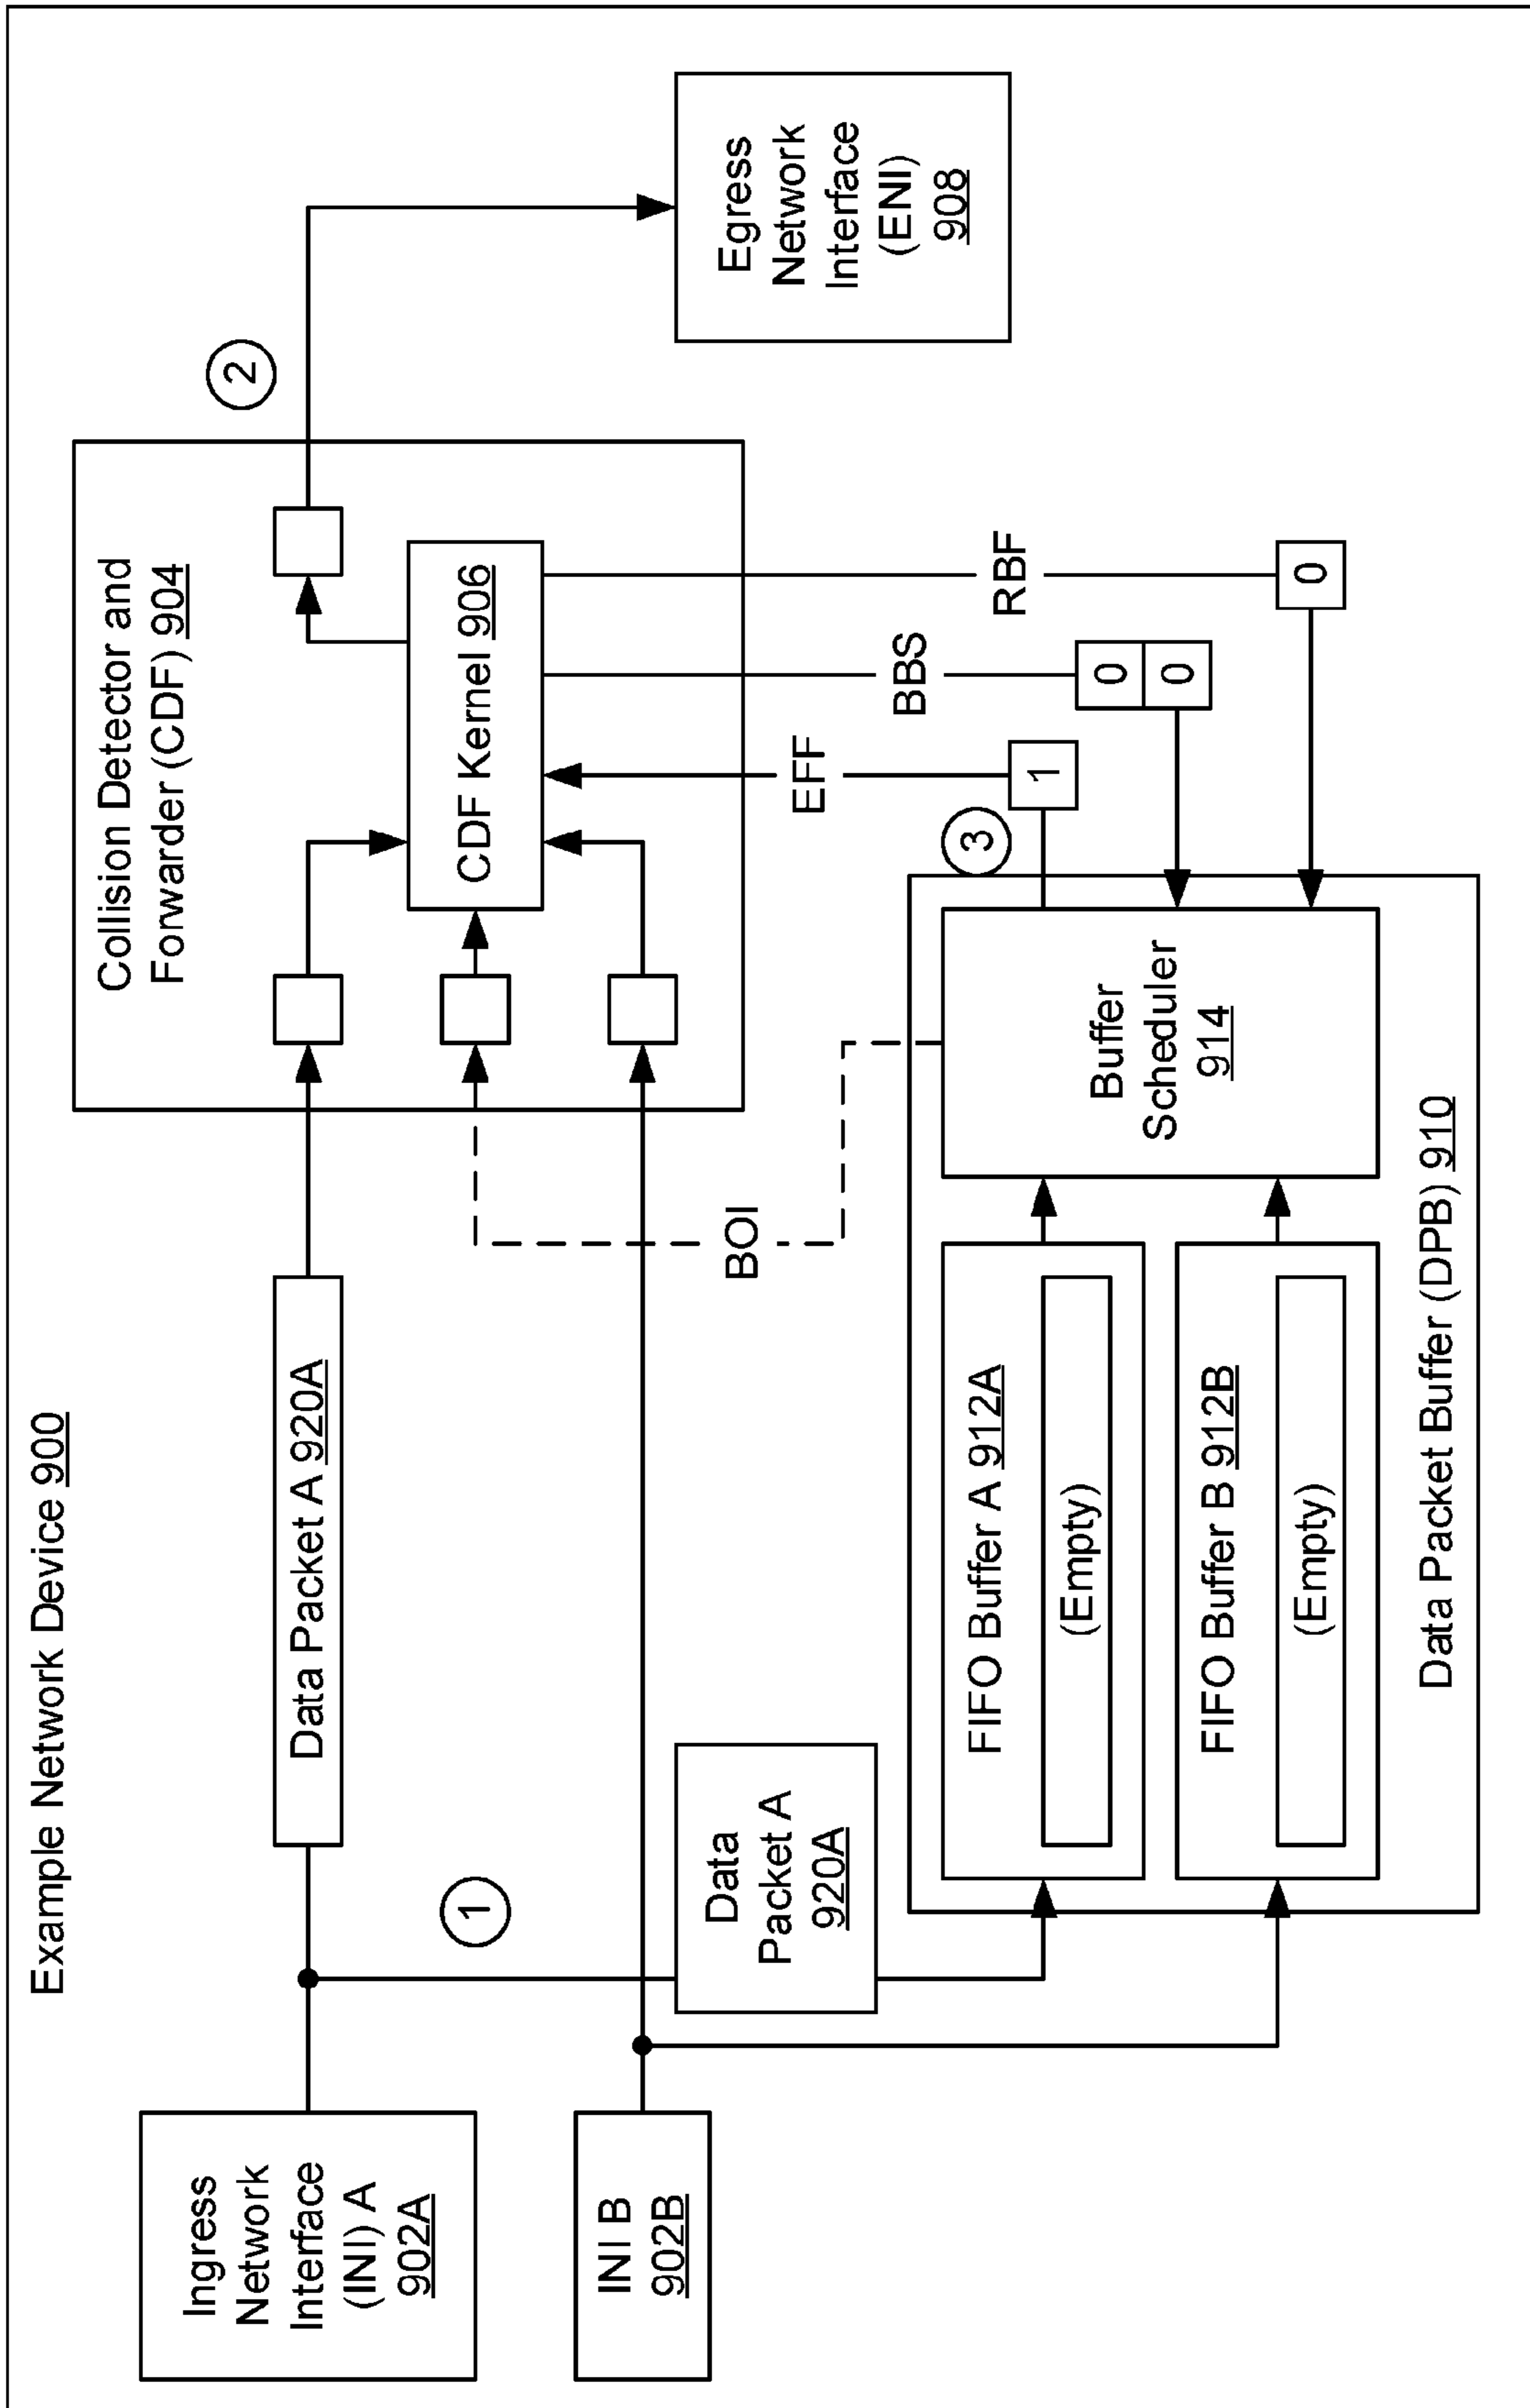 Example Network Device 900
Ingress
Network
Interface
(INI) A
902A
INI B
902B
1
Data Packet A 920A
Data
Packet A
920A
Collision Detector and
Forwarder (CDF) 904
CDF Kernel 906
2
Egress
Network
Interface
(ENI)
908
BOI
EFF
BBS
RBF
1
0
0
0
3
FIFO Buffer A 912A
(Empty)
FIFO Buffer B 912B
(Empty)
Buffer
Scheduler
914
Data Packet Buffer (DPB) 910